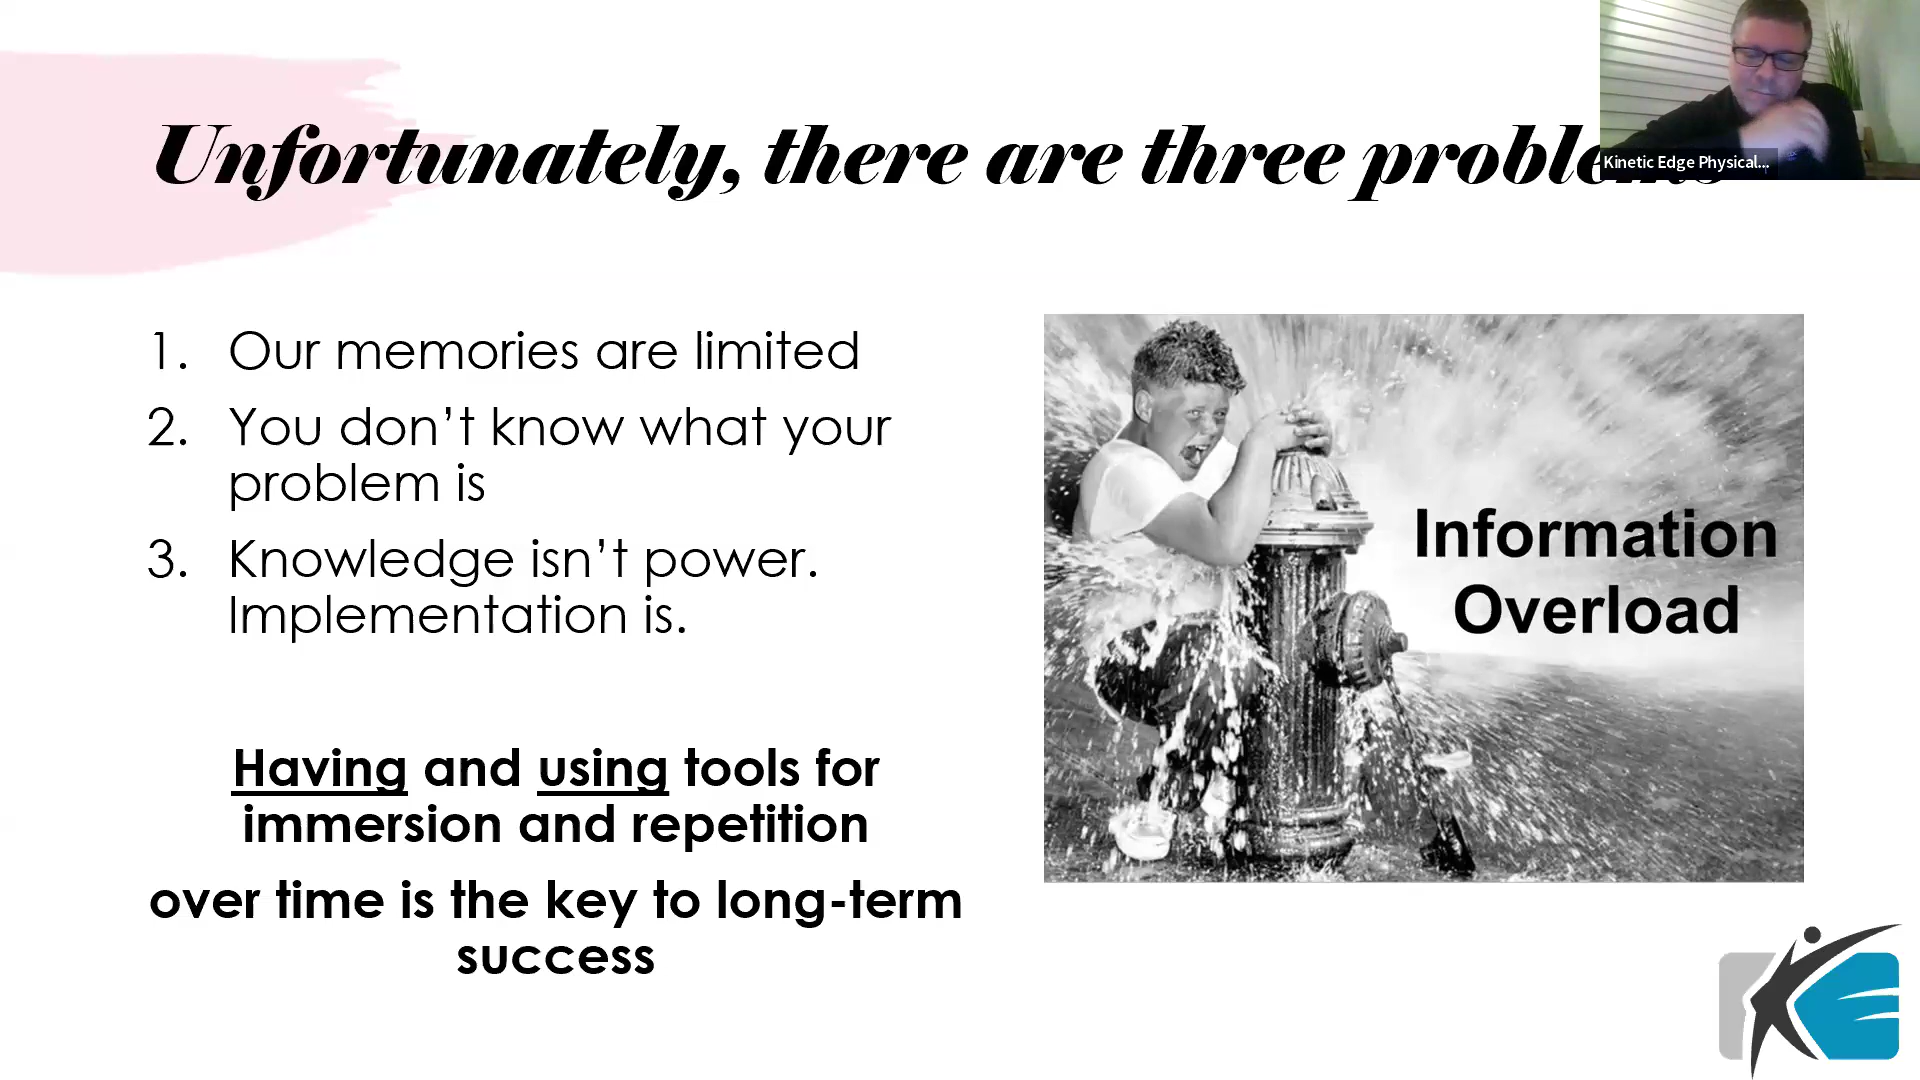 Unfortunately, there are three problems
Kinetic Edge Physical...
1. Our memories are limited
2. You don’t know what your
problem is
3. Knowledge isn’t power.
Implementation is.
Information
Overload
Having and using tools for
immersion and repetition
over time is the key to long-term
success